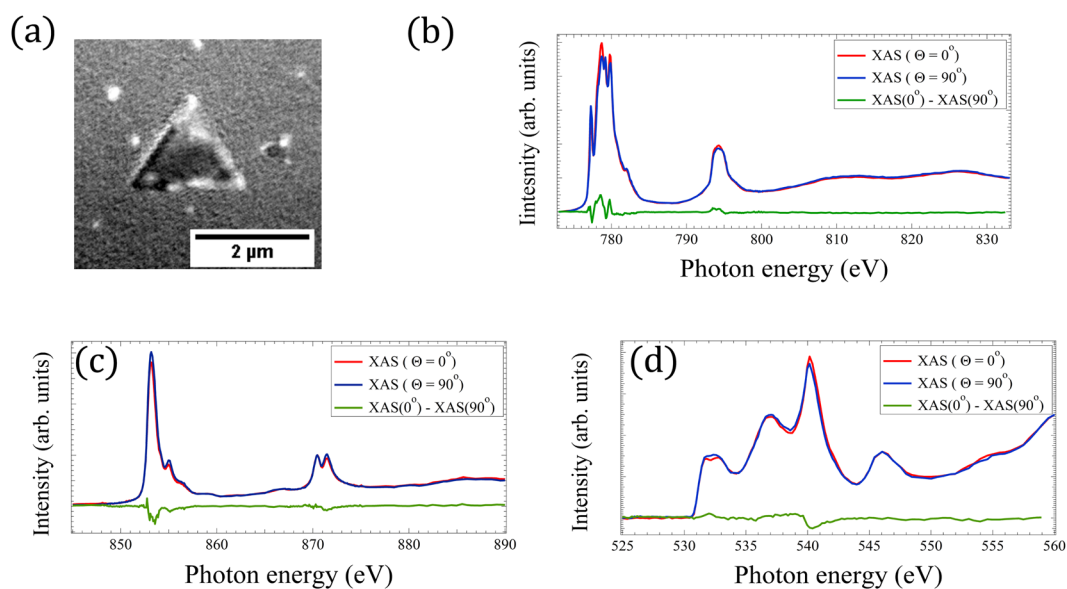 (a)
2 µm
(b)
XAS ( Θ = 0°)
XAS ( Θ = 90°)
XAS(0°) - XAS(90°)
Iintesnity (arb. units)
780 790 800 810 820 830
Photon energy (eV)
(c)
XAS ( Θ = 0°)
XAS ( Θ = 90°)
XAS(0°) - XAS(90°)
Intensity (arb. units)
850 860 870 880 890
Photon energy (eV)
(d)
XAS ( Θ = 0°)
XAS ( Θ = 90°)
XAS(0°) - XAS(90°)
Intensity (arb. units)
525 530 535 540 545 550 555 560
Photon energy (eV)